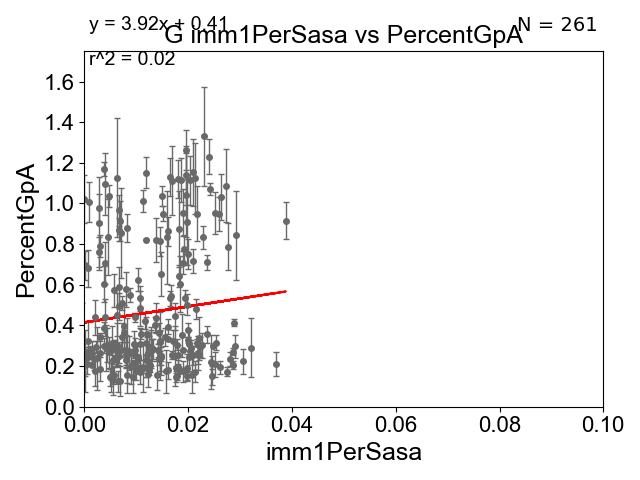 y = 3.92x + 0.41
N = 261
G imm1PerSasa vs PercentGpA
r^2 = 0.02
PercentGpA
1.6
1.4
1.2
1.0
0.8
0.6
0.4
0.2
0.0
0.00 0.02 0.04 0.06 0.08 0.10
imm1PerSasa